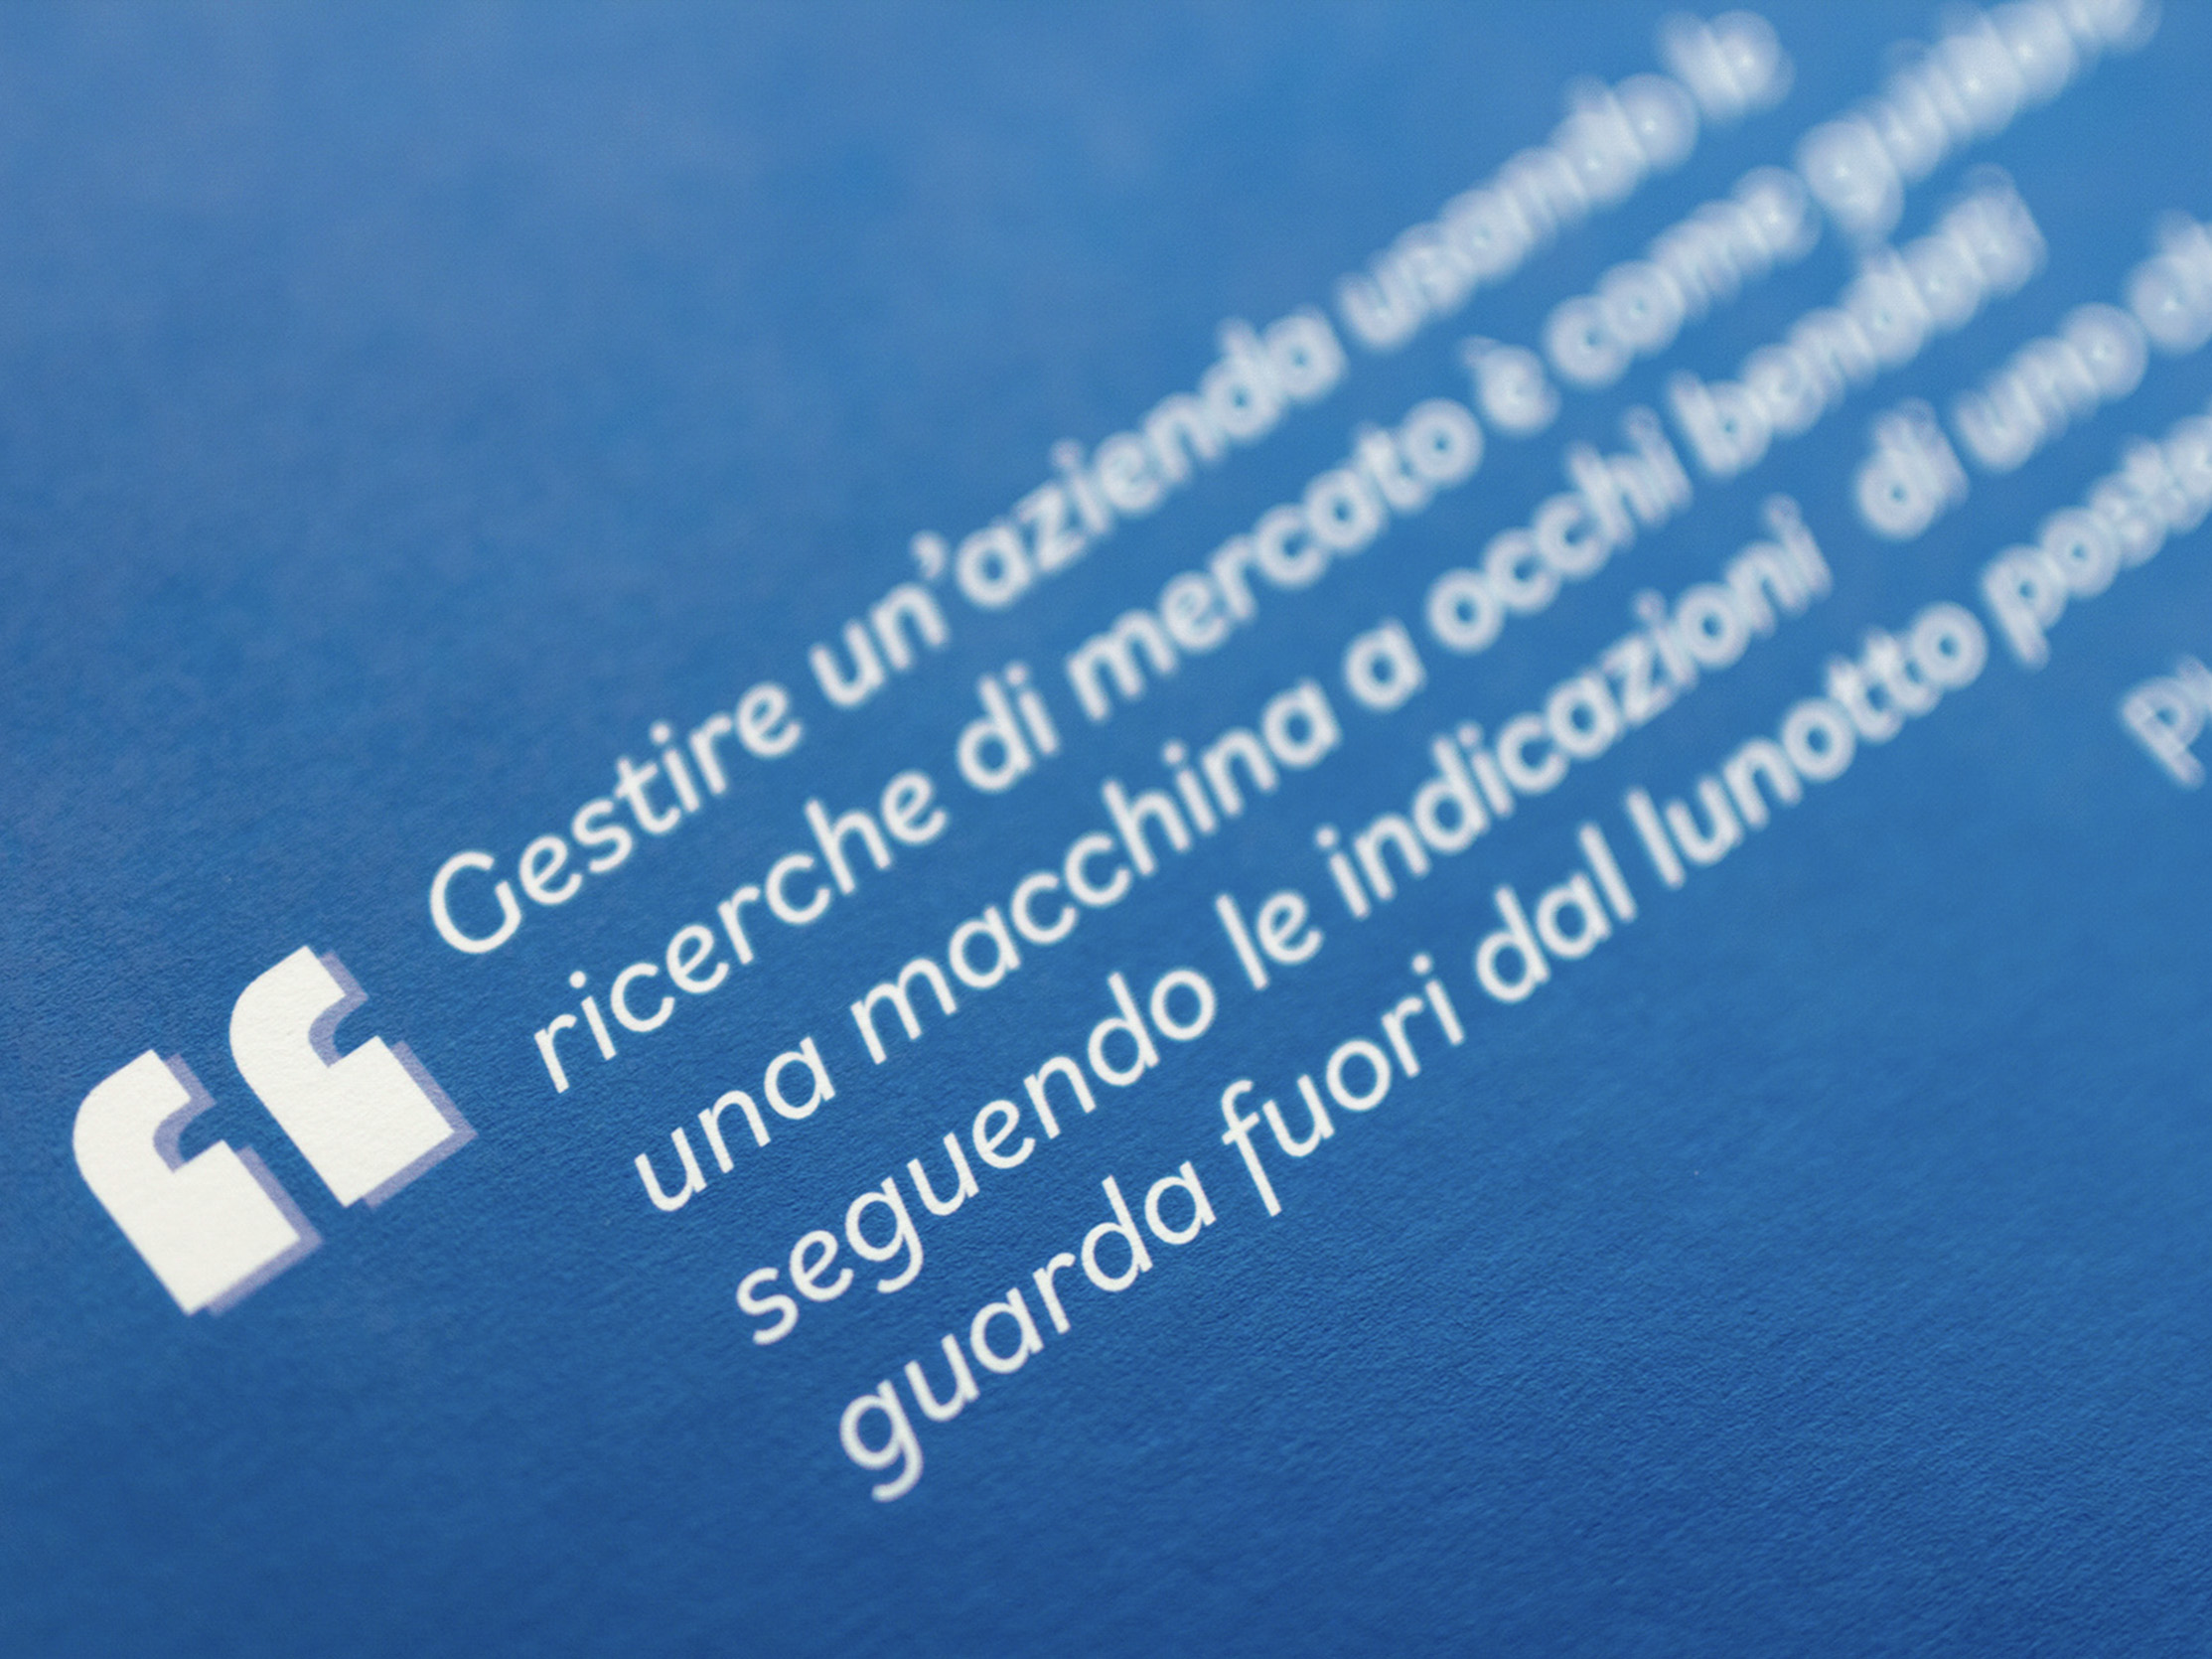 “ Gestire un’azienda usando le
ricerche di mercato è come guidare
una macchina a occhi bendati
seguendo le indicazioni di uno
guarda fuori dal lunotto